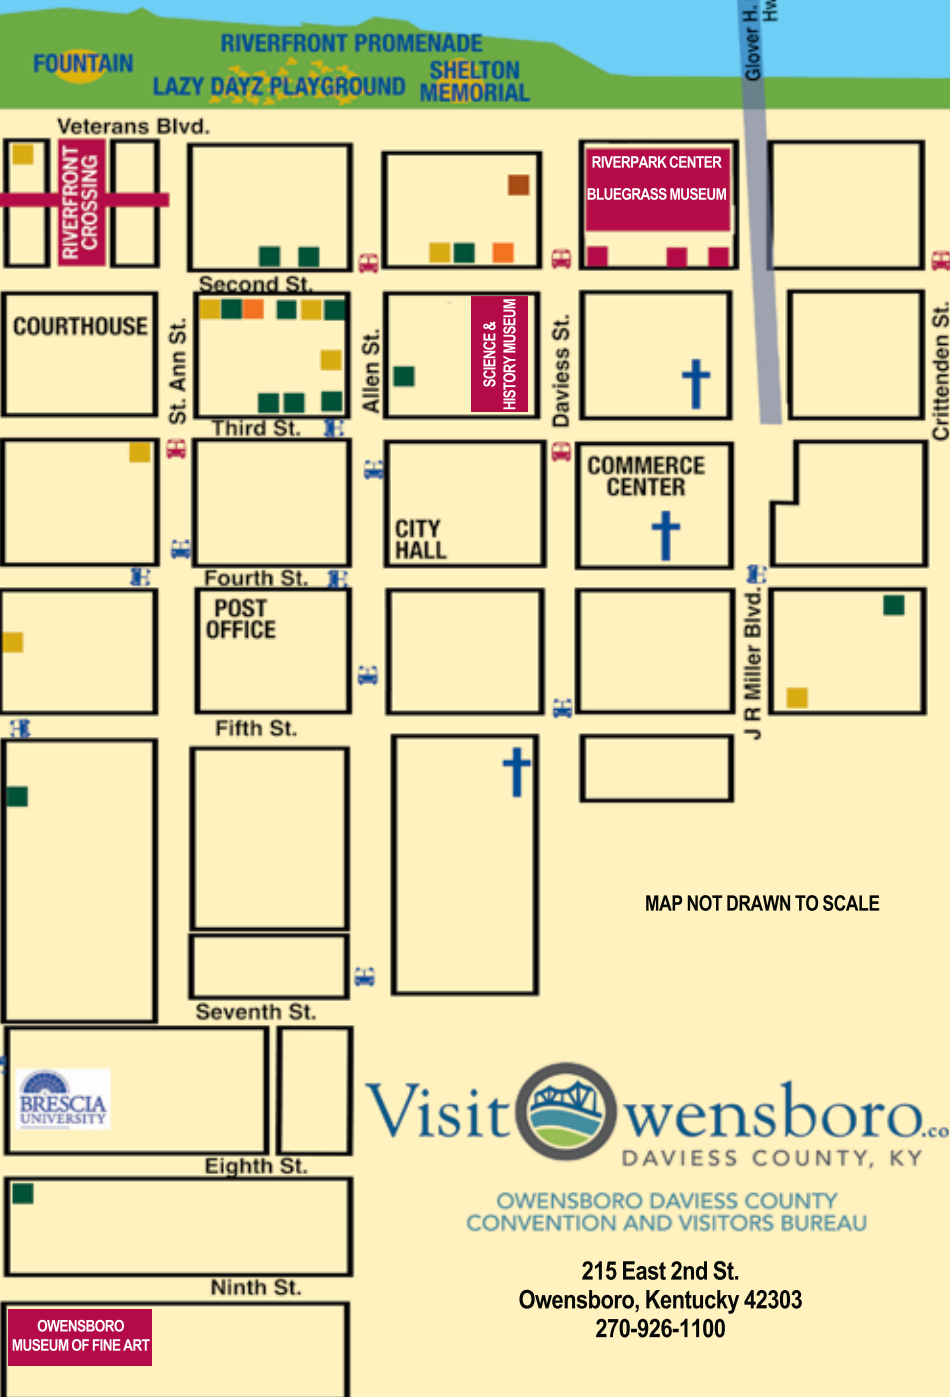 Glover H.
Hw
RIVERFRONT PROMENADE
FOUNTAIN
LAZY DAYZ PLAYGROUND
SHELTON
MEMORIAL
Veterans Blvd.
RIVERFRONT
CROSSING
RIVERPARK CENTER
BLUEGRASS MUSEUM
Second St.
COURTHOUSE
St. Ann St.
Allen St.
SCIENCE &
HISTORY MUSEUM
Daviess St.
Crittenden St.
Third St.
COMMERCE
CENTER
CITY
HALL
Fourth St.
POST
OFFICE
J R Miller Blvd.
Fifth St.
MAP NOT DRAWN TO SCALE
Seventh St.
BRESCIA
UNIVERSITY
Visit Owensboro.co
DAVIESS COUNTY, KY
Eighth St.
OWENSBORO DAVIESS COUNTY
CONVENTION AND VISITORS BUREAU
215 East 2nd St.
Owensboro, Kentucky 42303
270-926-1100
Ninth St.
OWENSBORO
MUSEUM OF FINE ART